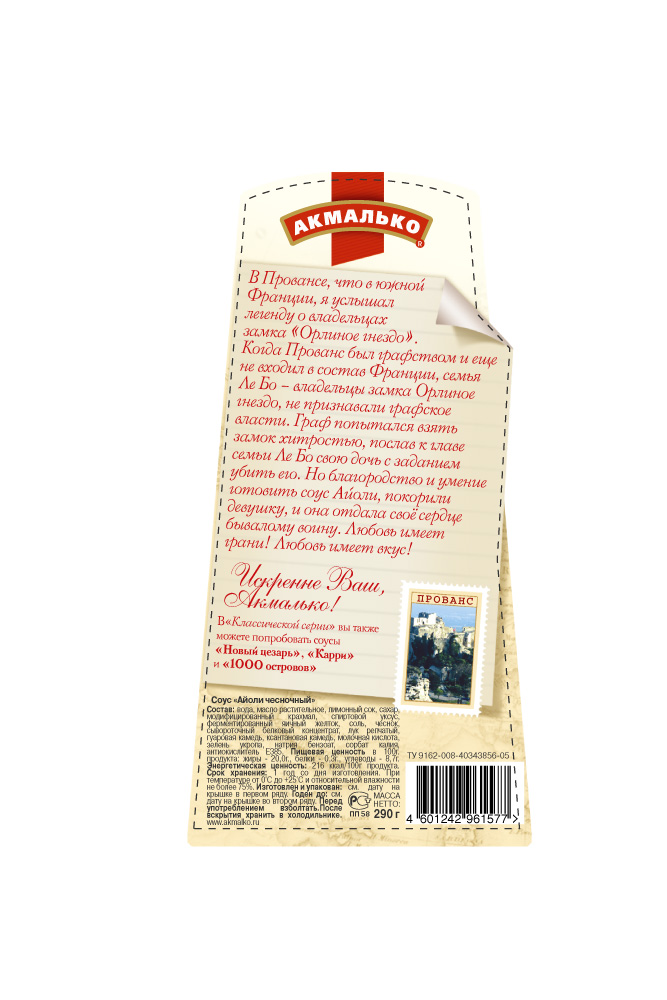 АКМАЛЬКО
®
В Провансе, что в южной
Франции, я услышал
легенду о владельцах
замка «Орлиное гнездо».
Когда Прованс был графством и еще
не входил в состав Франции, семья
Ле Бо – владельцы замка Орлиное
гнездо, не признавали графское
власти. Граф попытался взять
замок хитростью, послав к главе
семьи Ле Бо свою дочь с заданием
убить его. Но благородство и умение
готовить соус Айоли, покорили
девушку, и она отдала своё сердце
бывалому воину. Любовь имеет
грани! Любовь имеет вкус!
Искренне Ваш,
Акмалько!
В«Классической серии» вы также
можете попробовать соусы
«Новый цезарь», «Карри»
и «1000 островов»
ПРОВАНС
Соус «Айоли чесночный»
Состав: вода, масло растительное, лимонный сок, сахар,
модифицированный крахмал, спиртовой уксус,
ферментированный яичный желток, соль, чеснок,
сывороточный белковый концентрат, лук репчатый,
гуаровая камедь, ксантановая камедь, молочная кислота,
зелень укропа, натрия бензоат, сорбат калия,
антиокислитель Е385. Пищевая ценность в 100г.
продукта: жиры - 20,0г., белки - 0,3г., углеводы - 8,7г.
Энергетическая ценность: 216 ккал/100г продукта.
Срок хранения: 1 год со дня изготовления. При
температуре от 0°С до +25°С и относительной влажности
не более 75%. Изготовлен и упакован: см. дату на
крышке в первом ряду. Годен до: см.
дату на крышке во втором ряду. Перед
употреблением взболтать.После
вскрытия хранить в холодильнике.
www.akmalko.ru
РС
ПП 58
МАССА
НЕТТО:
290 г
ТУ 9162-008-40343856-05
4 601242 961577 >